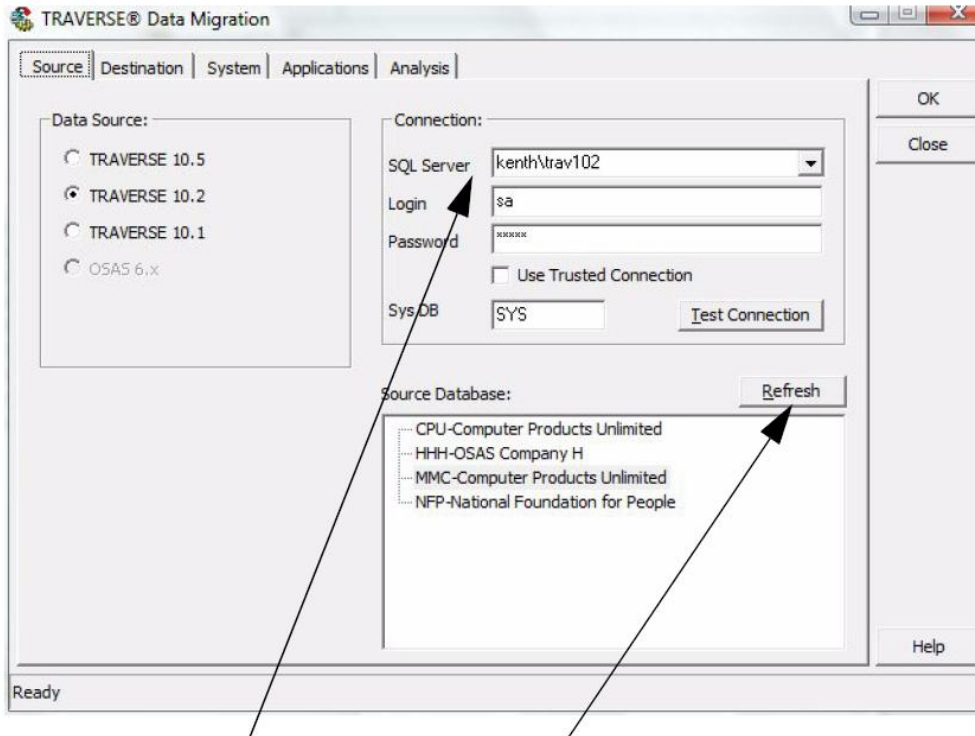 TRAVERSE® Data Migration
Source Destination System Applications Analysis
OK
Close
Data Source:
TRAVERSE 10.5
TRAVERSE 10.2
TRAVERSE 10.1
OSAS 6.x
Connection:
SQL Server kenth\trav102
Login sa
Password *****
Use Trusted Connection
Sys DB SYS Test Connection
Source Database: Refresh
CPU-Computer Products Unlimited
HHH-OSAS Company H
MMC-Computer Products Unlimited
NFP-National Foundation for People
Help
Ready